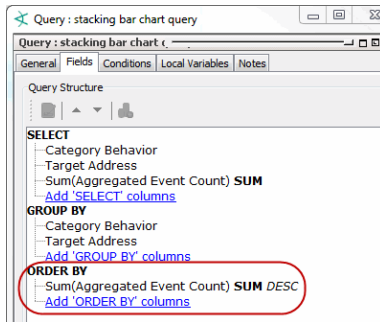 Query : stacking bar chart query
Query : stacking bar chart (
General Fields Conditions Local Variables Notes
Query Structure
SELECT
Category Behavior
Target Address
Sum(Aggregated Event Count) SUM
Add 'SELECT' columns
GROUP BY
Category Behavior
Target Address
Add 'GROUP BY' columns
ORDER BY
Sum(Aggregated Event Count) SUM DESC
Add 'ORDER BY' columns